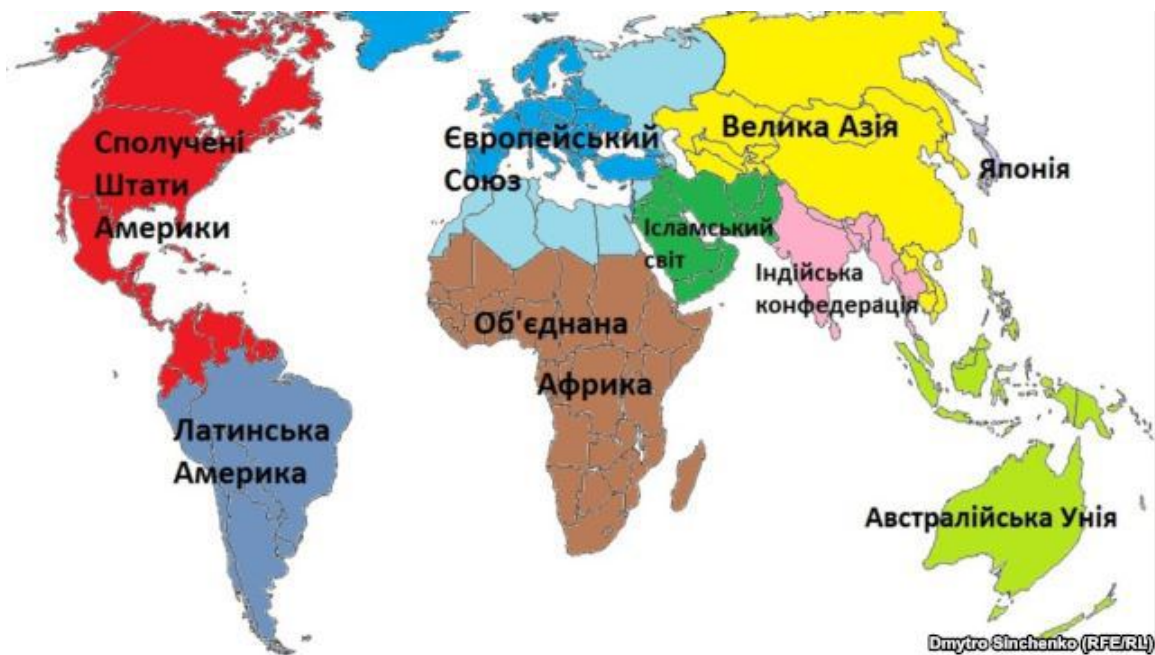 Сполучені
Штати
Америки
Європейський
Союз
Велика Азія
Японія
Ісламський
світ
Індійська
конфедерація
Об'єднана
Африка
Латинська
Америка
Австралійська Унія
Dmytro Sinchenko (RFE/RL)